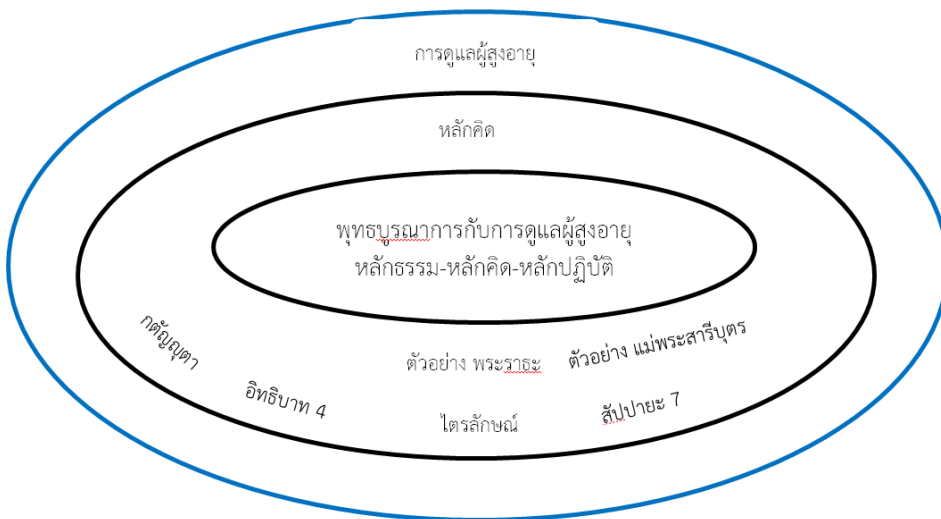 การดูแลผู้สูงอายุ
หลักคิด
พุทธบูรณาการกับการดูแลผู้สูงอายุ
หลักธรรม-หลักคิด-หลักปฏิบัติ
กตัญญุตา
ตัวอย่าง พระราธะ
ตัวอย่าง แม่พระสารีบุตร
อิทธิบาท 4
ไตรลักษณ์
สัปปายะ 7